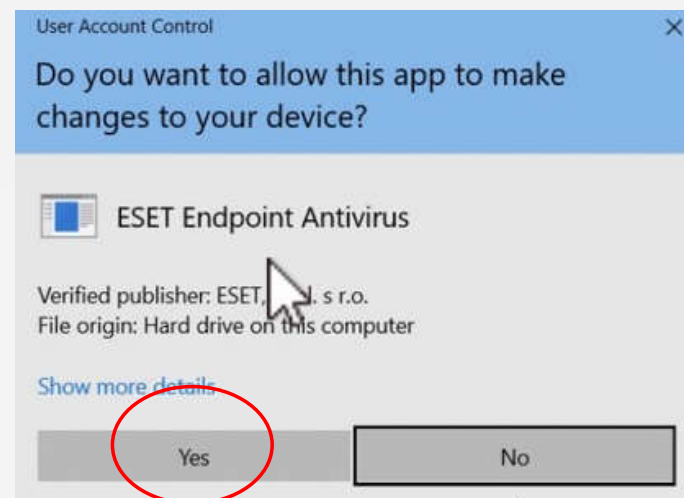 User Account Control
Do you want to allow this app to make
changes to your device?
ESET Endpoint Antivirus
Verified publisher: ESET, s r.o.
File origin: Hard drive on this computer
Show more details
Yes
No